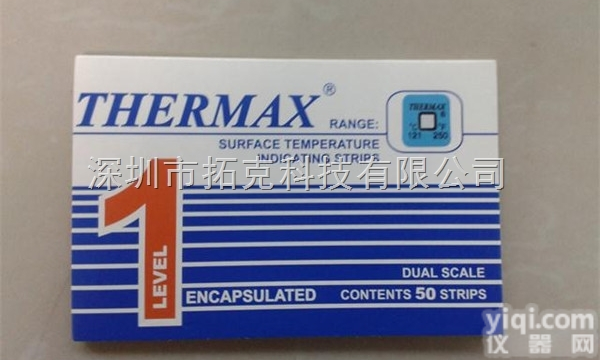 THERMAX®
RANGE:
THERMAX
°C °F
121 250
SURFACE TEMPERATURE
INDICATING STRIPS
深圳市拓克科技有限公司
1
LEVEL
ENCAPSULATED
DUAL SCALE
CONTENTS 50 STRIPS
yiqi.com
仪器网